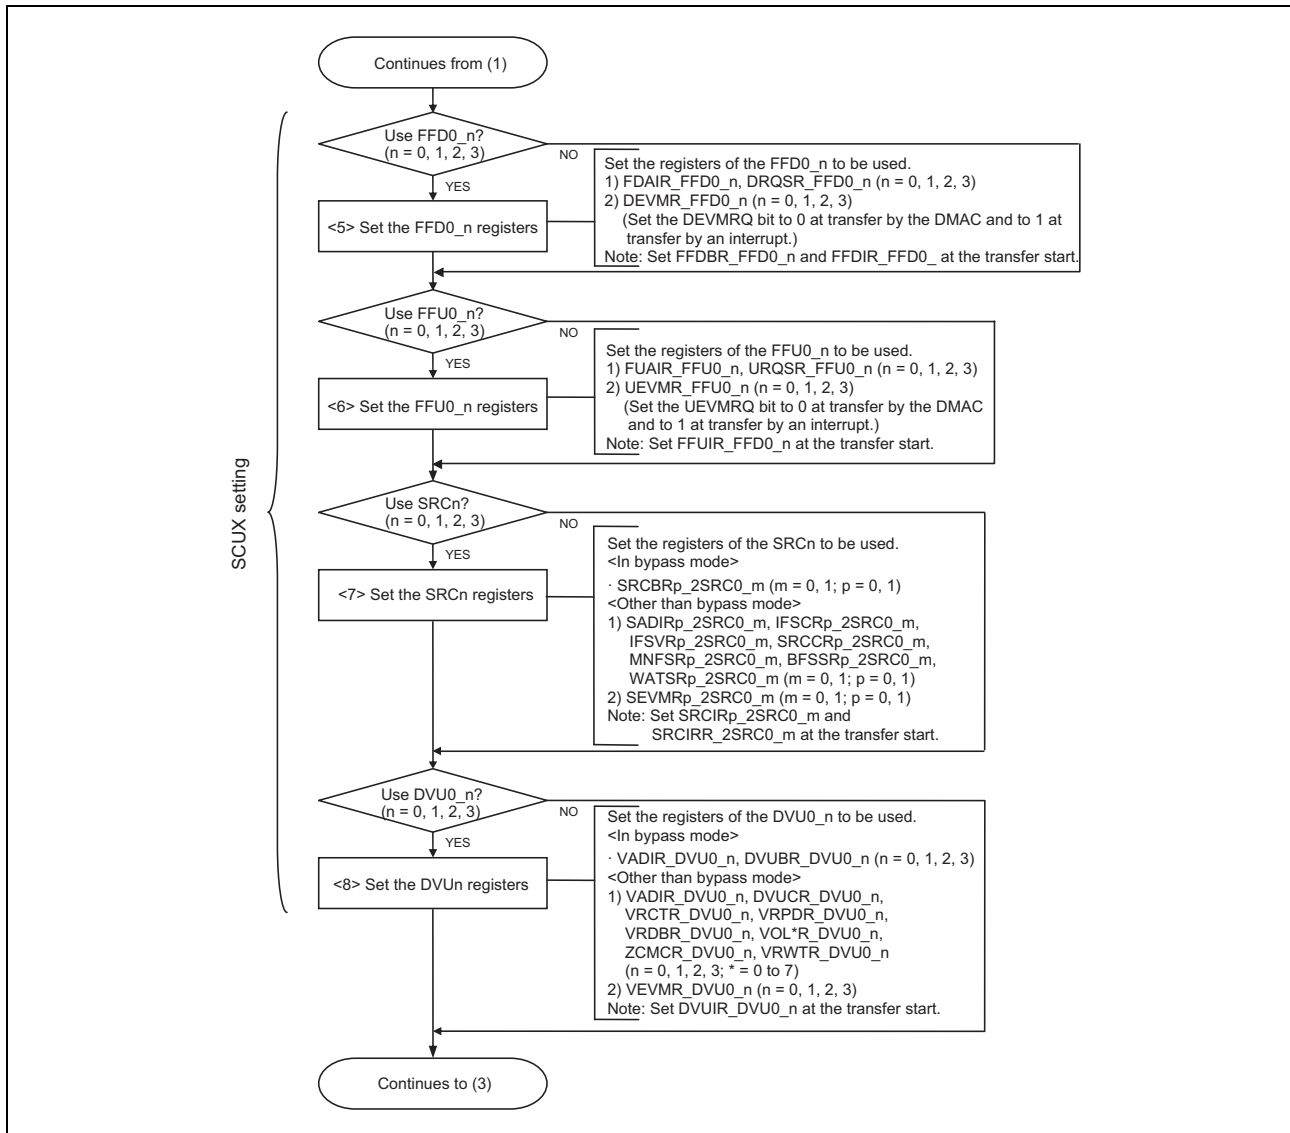 Continues from (1)
SCUX setting
Use FFD0_n?
(n = 0, 1, 2, 3)
NO
YES
<5> Set the FFD0_n registers
Set the registers of the FFD0_n to be used.
1) FDAIR_FFD0_n, DRQSR_FFD0_n (n = 0, 1, 2, 3)
2) DEVMR_FFD0_n (n = 0, 1, 2, 3)
(Set the DEVMRQ bit to 0 at transfer by the DMAC and to 1 at
transfer by an interrupt.)
Note: Set FFDBR_FFD0_n and FFDIR_FFD0_ at the transfer start.
Use FFU0_n?
(n = 0, 1, 2, 3)
NO
YES
<6> Set the FFU0_n registers
Set the registers of the FFU0_n to be used.
1) FUAIR_FFU0_n, URQSR_FFU0_n (n = 0, 1, 2, 3)
2) UEVMR_FFU0_n (n = 0, 1, 2, 3)
(Set the UEVMRQ bit to 0 at transfer by the DMAC
and to 1 at transfer by an interrupt.)
Note: Set FFUIR_FFD0_n at the transfer start.
Use SRCn?
(n = 0, 1, 2, 3)
NO
YES
<7> Set the SRCn registers
Set the registers of the SRCn to be used.
<In bypass mode>
· SRCBRp_2SRC0_m (m = 0, 1; p = 0, 1)
<Other than bypass mode>
1) SADIRp_2SRC0_m, IFSCRp_2SRC0_m,
IFSVRp_2SRC0_m, SRCCRp_2SRC0_m,
MNFSRp_2SRC0_m, BFSSRp_2SRC0_m,
WATSRp_2SRC0_m (m = 0, 1; p = 0, 1)
2) SEVMRp_2SRC0_m (m = 0, 1; p = 0, 1)
Note: Set SRCIRp_2SRC0_m and
SRCIRR_2SRC0_m at the transfer start.
Use DVU0_n?
(n = 0, 1, 2, 3)
NO
YES
<8> Set the DVUn registers
Set the registers of the DVU0_n to be used.
<In bypass mode>
· VADIR_DVU0_n, DVUBR_DVU0_n (n = 0, 1, 2, 3)
<Other than bypass mode>
1) VADIR_DVU0_n, DVUCR_DVU0_n,
VRCTR_DVU0_n, VRPDR_DVU0_n,
VRDBR_DVU0_n, VOL*R_DVU0_n,
ZCMCR_DVU0_n, VRWTR_DVU0_n
(n = 0, 1, 2, 3; * = 0 to 7)
2) VEVMR_DVU0_n (n = 0, 1, 2, 3)
Note: Set DVUIR_DVU0_n at the transfer start.
Continues to (3)